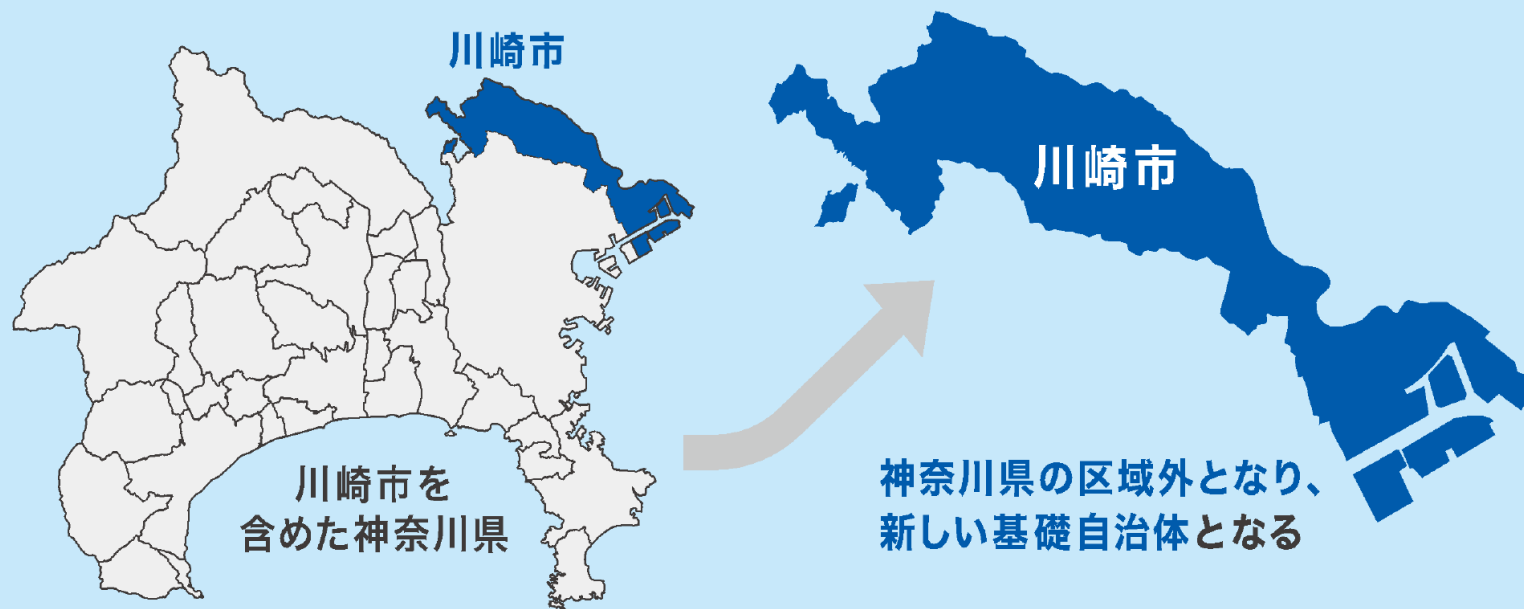 川崎市
川崎市を
含めた神奈川県
川崎市
神奈川県の区域外となり、
新しい基礎自治体となる